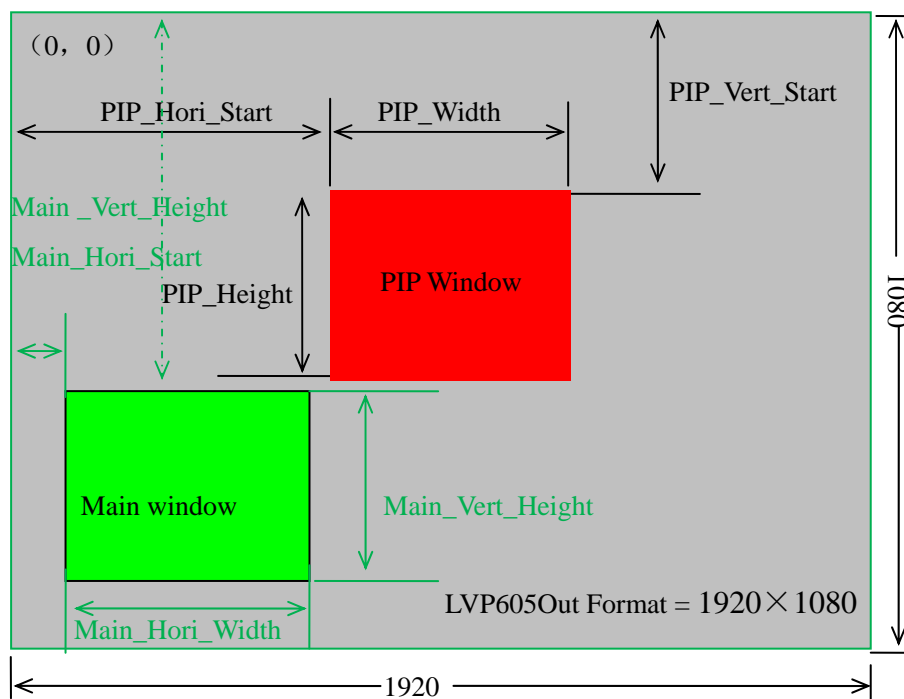 （0，0）
PIP_Hori_Start
PIP_Width
PIP_Vert_Start
Main _Vert_Height
Main_Hori_Start
PIP_Height
PIP Window
1080
Main window
Main_Vert_Height
LVP605Out Format = 1920×1080
Main_Hori_Width
1920